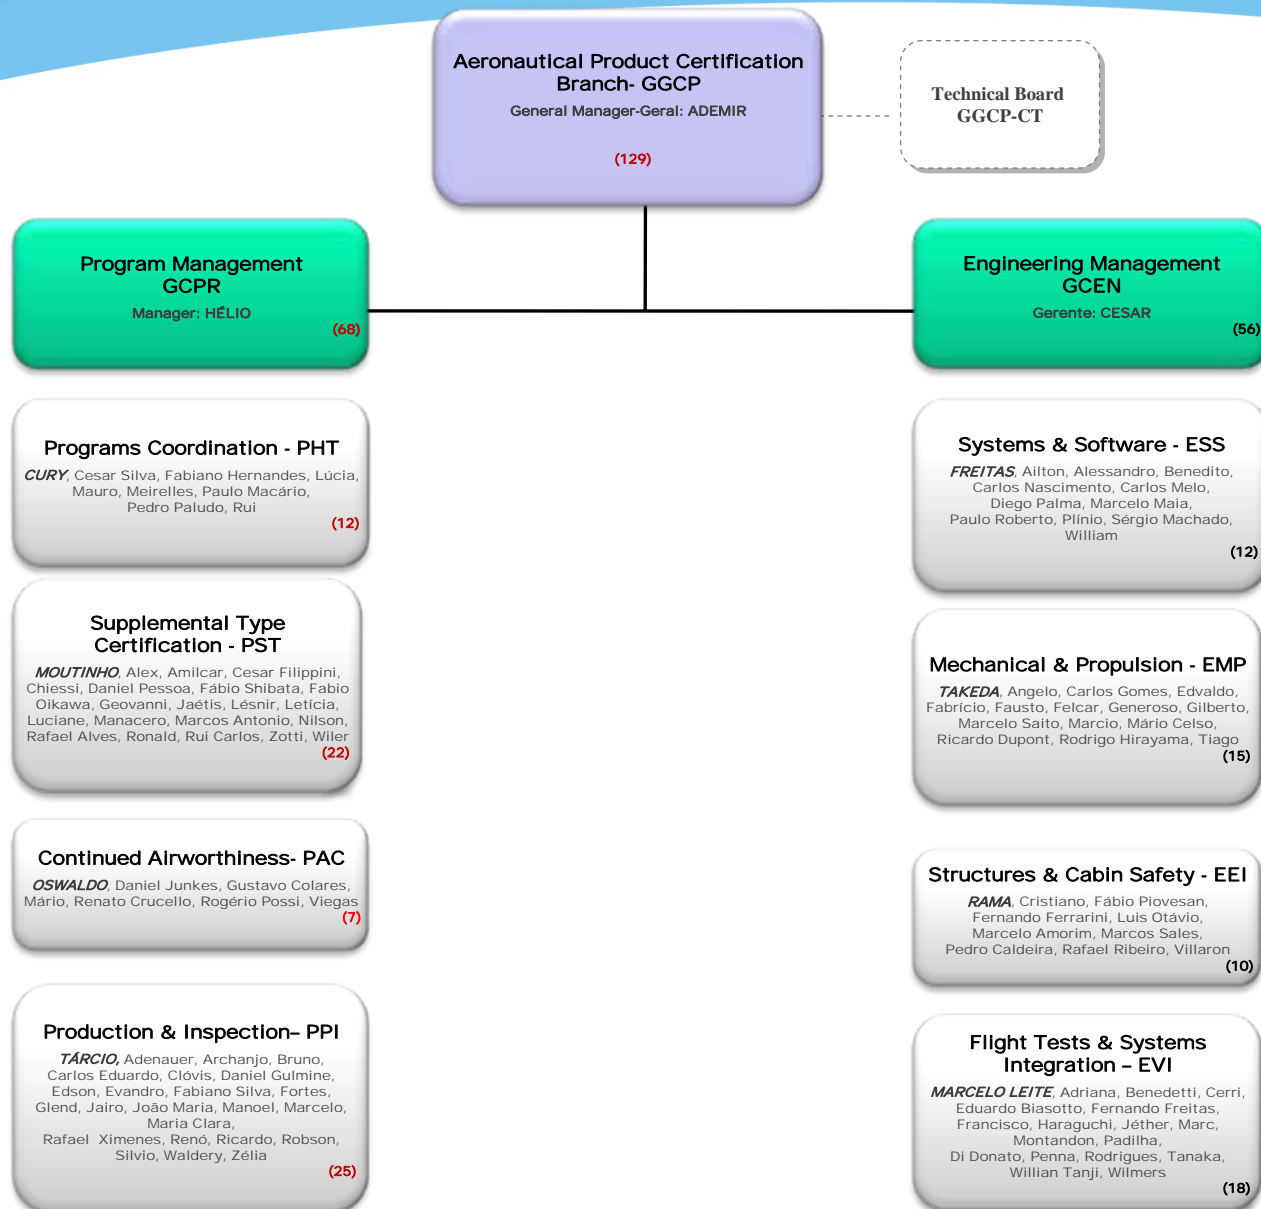 Aeronautical Product Certification
Branch- GGCP
General Manager-Geral: ADEMIR
(129)
Technical Board
GGCP-CT
Program Management
GCPR
Manager: HÉLIO
(68)
Engineering Management
GCEN
Gerente: CESAR
(56)
Programs Coordination - PHT
CURY, Cesar Silva, Fabiano Hernandes, Lúcia,
Mauro, Meirelles, Paulo Macário,
Pedro Paludo, Rui
(12)
Supplemental Type
Certification - PST
MOUTINHO, Alex, Amilcar, Cesar Filippini,
Chiessi, Daniel Pessoa, Fábio Shibata, Fabio
Oikawa, Geovanni, Jaétis, Lésnir, Letícia,
Luciane, Manacero, Marcos Antonio, Nilson,
Rafael Alves, Ronald, Rui Carlos, Zotti, Wiler
(22)
Continued Airworthiness- PAC
OSWALDO, Daniel Junkes, Gustavo Colares,
Mário, Renato Crucello, Rogério Possi, Viegas
(7)
Production & Inspection– PPI
TÁRCIO, Adenauer, Archanjo, Bruno,
Carlos Eduardo, Clóvis, Daniel Gulmine,
Edson, Evandro, Fabiano Silva, Fortes,
Glend, Jairo, João Maria, Manoel, Marcelo,
Maria Clara,
Rafael Ximenes, Renó, Ricardo, Robson,
Silvio, Waldery, Zélia
(25)
Systems & Software - ESS
FREITAS, Ailton, Alessandro, Benedito,
Carlos Nascimento, Carlos Melo,
Diego Palma, Marcelo Maia,
Paulo Roberto, Plínio, Sérgio Machado,
William
(12)
Mechanical & Propulsion - EMP
TAKEDA, Angelo, Carlos Gomes, Edvaldo,
Fabrício, Fausto, Felcar, Generoso, Gilberto,
Marcelo Saito, Marcio, Mário Celso,
Ricardo Dupont, Rodrigo Hirayama, Tiago
(15)
Structures & Cabin Safety - EEI
RAMA, Cristiano, Fábio Piovesan,
Fernando Ferrarini, Luis Otávio,
Marcelo Amorim, Marcos Sales,
Pedro Caldeira, Rafael Ribeiro, Villaron
(10)
Flight Tests & Systems
Integration – EVI
MARCELO LEITE, Adriana, Benedetti, Cerri,
Eduardo Biasotto, Fernando Freitas,
Francisco, Haraguchi, Jéther, Marc,
Montandon, Padilha,
Di Donato, Penna, Rodrigues, Tanaka,
Willian Tanji, Wilmers
(18)